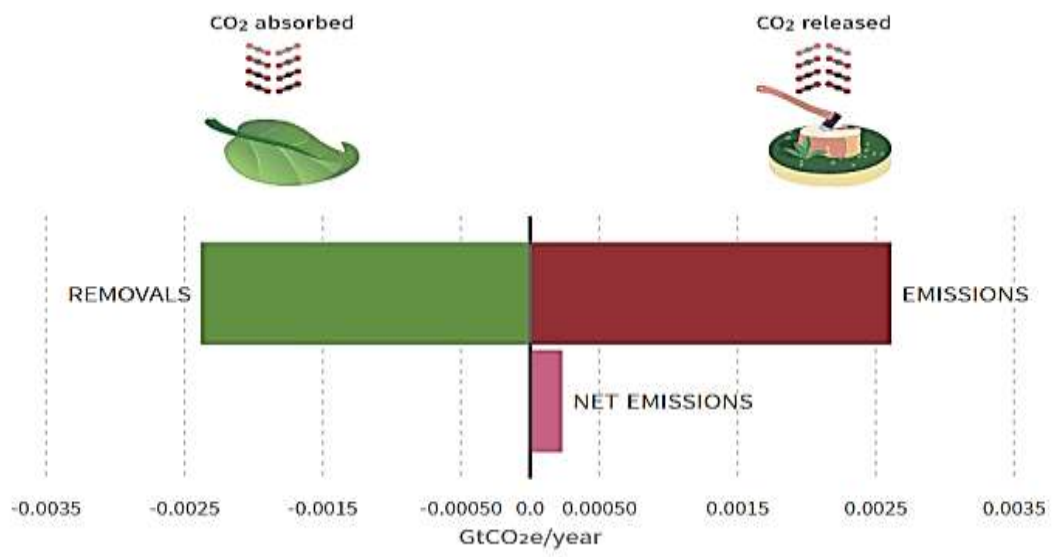 CO₂ absorbed
CO₂ released
REMOVALS
EMISSIONS
NET EMISSIONS
-0.0035 -0.0025 -0.0015 -0.00050 0.0 0.00050 0.0015 0.0025 0.0035
GtCO₂e/year